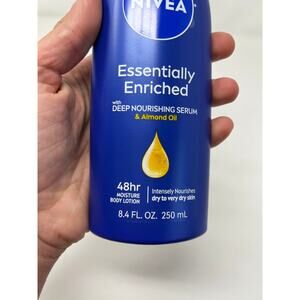 NIVEA
Essentially
Enriched
with
DEEP NOURISHING SERUM
& Almond Oil
48hr
MOISTURE
BODY LOTION
Intensely Nourishes
dry to very dry skin
8.4 FL. OZ. 250 mL